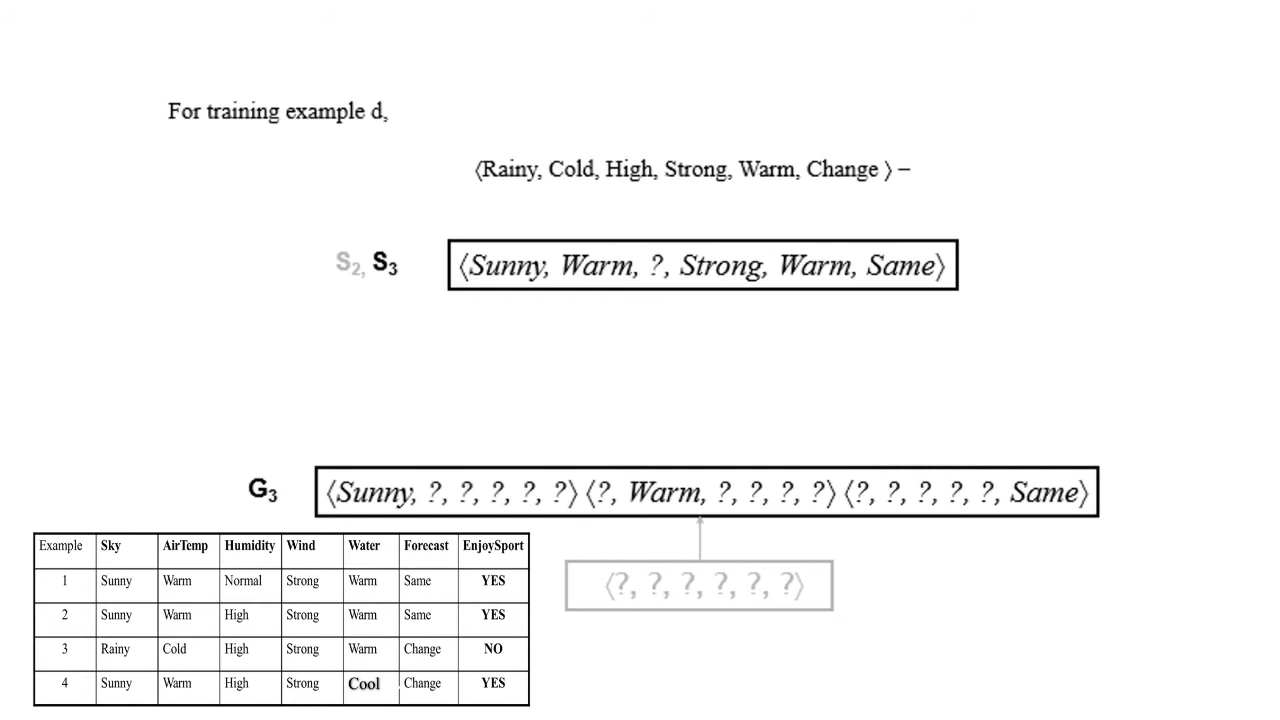 For training example d,
⟨Rainy, Cold, High, Strong, Warm, Change ⟩ −
S2, S3 ⟨Sunny, Warm, ?, Strong, Warm, Same⟩
G3 ⟨Sunny, ?, ?, ?, ?, ?⟩ ⟨?, Warm, ?, ?, ?, ?⟩ ⟨?, ?, ?, ?, ?, Same⟩
⟨?, ?, ?, ?, ?, ?⟩
Example Sky AirTemp Humidity Wind Water Forecast EnjoySport
1 Sunny Warm Normal Strong Warm Same YES
2 Sunny Warm High Strong Warm Same YES
3 Rainy Cold High Strong Warm Change NO
4 Sunny Warm High Strong Cool Change YES